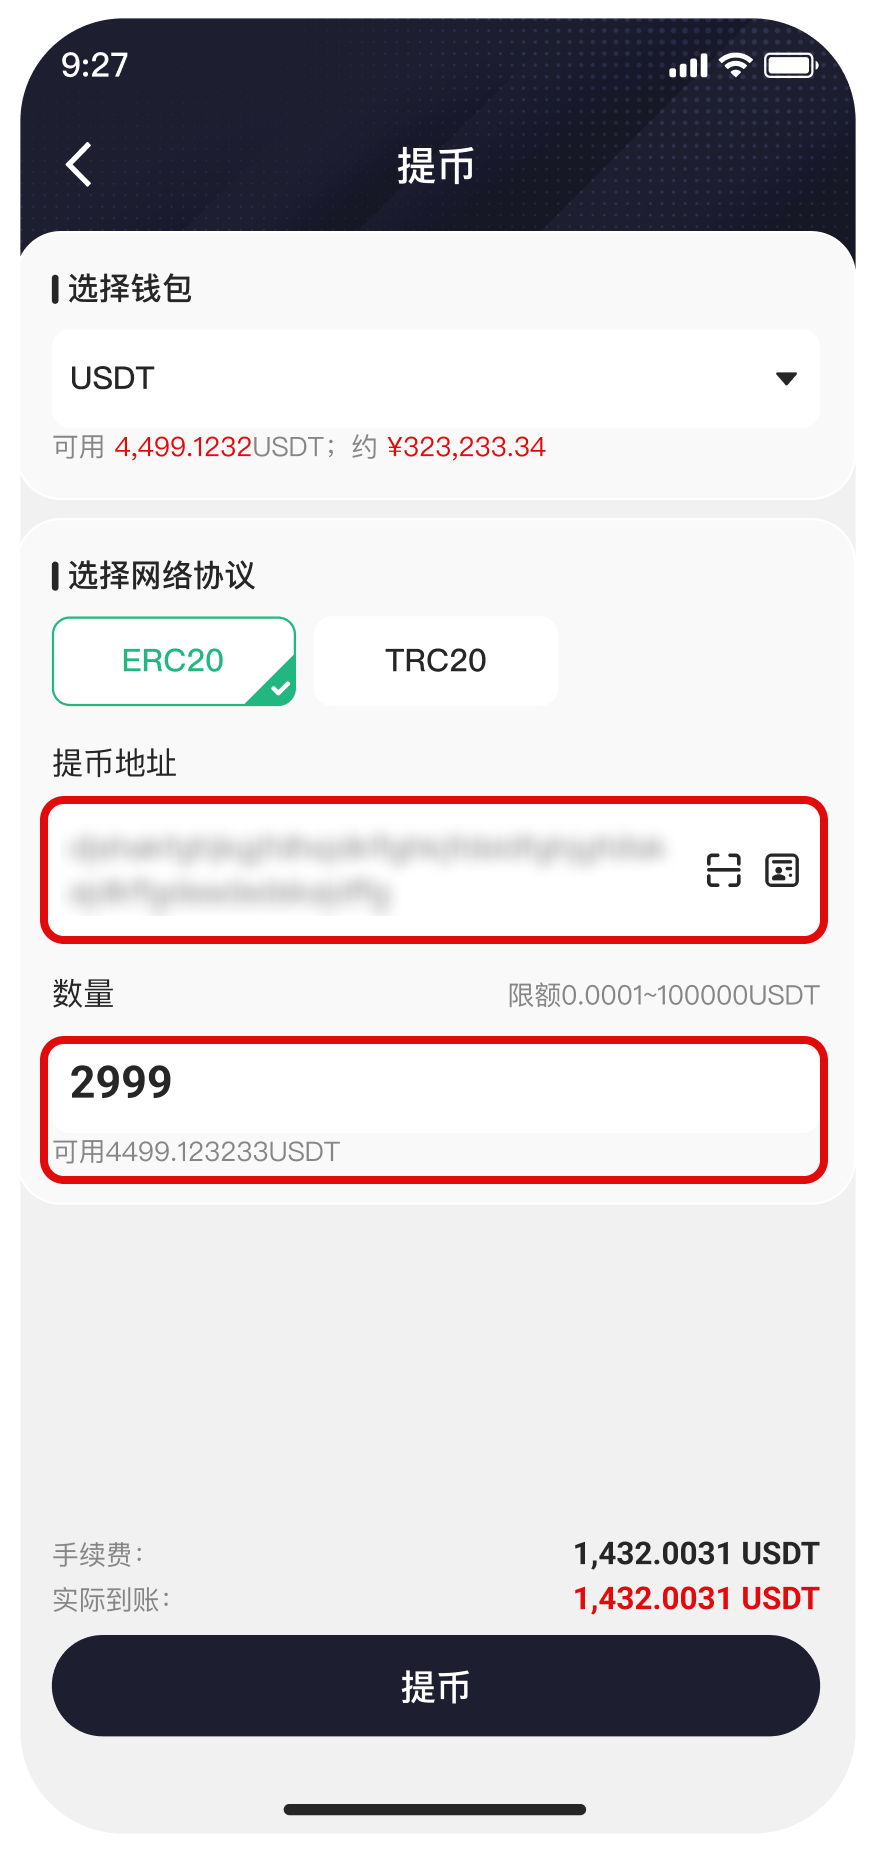 9:27
提币
选择钱包
USDT
可用 4,499.1232USDT；约 ¥323,233.34
选择网络协议
ERC20
TRC20
提币地址
数量
限额0.0001~100000USDT
2999
可用4499.123233USDT
手续费：
1,432.0031 USDT
实际到账：
1,432.0031 USDT
提币